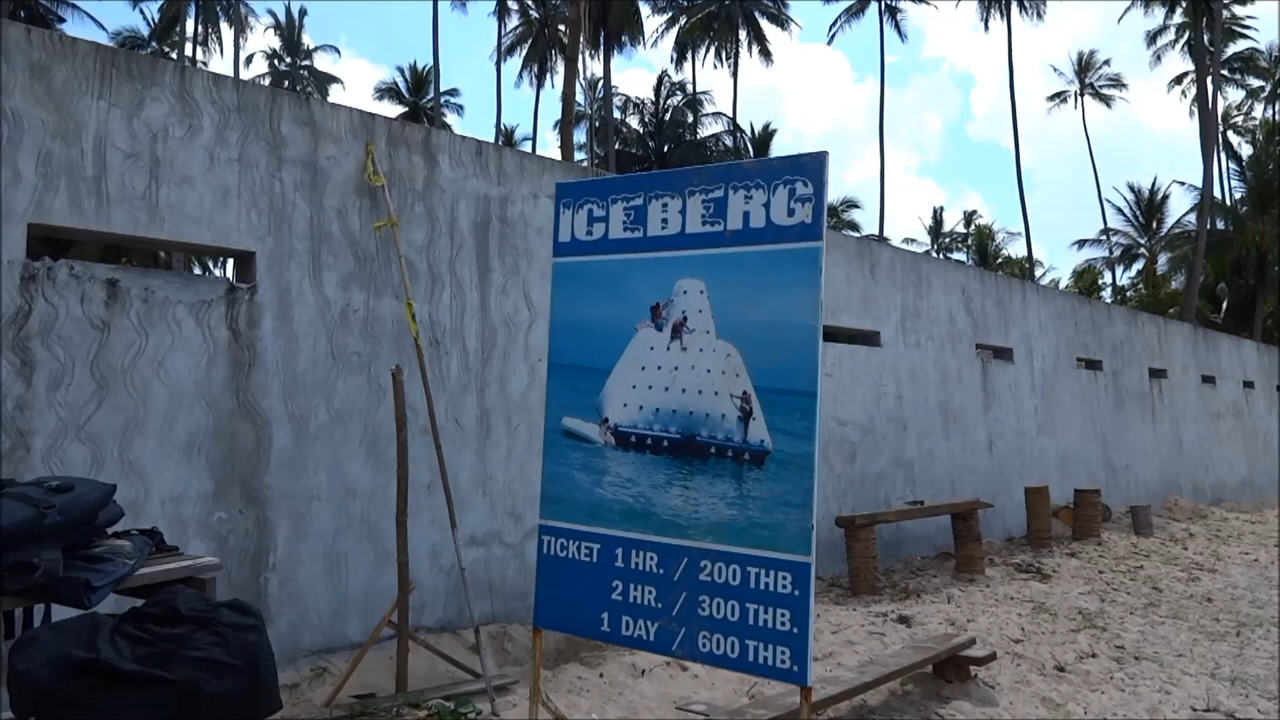 ICEBERG
TICKET 1 HR. / 200 THB.
2 HR. / 300 THB.
1 DAY / 600 THB.